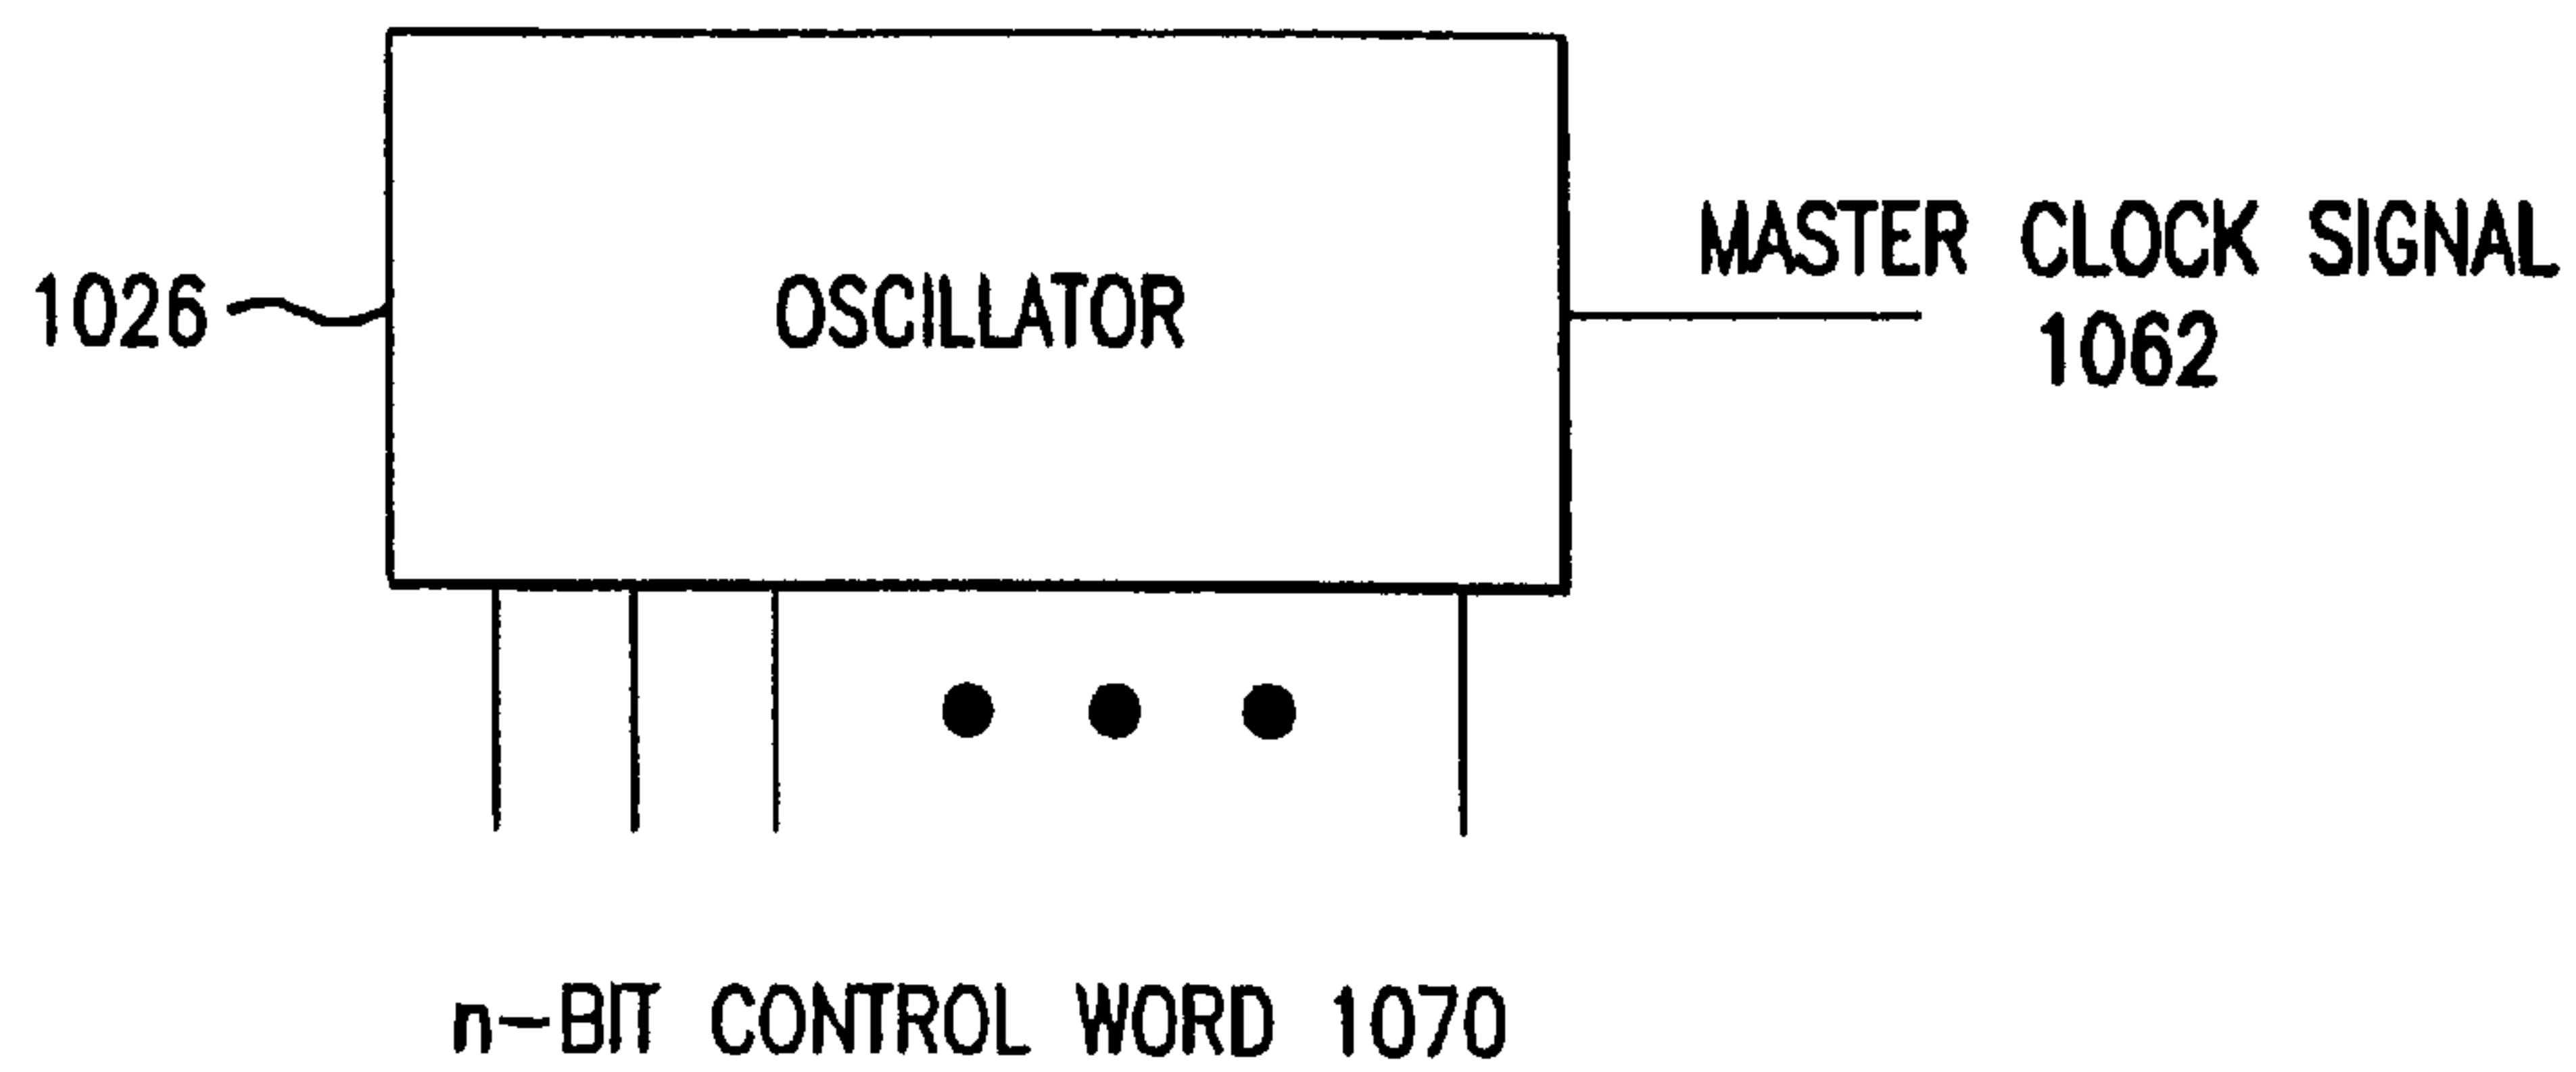 MASTER CLOCK SIGNAL
1026
OSCILLATOR
1062
n-BIT CONTROL WORD 1070